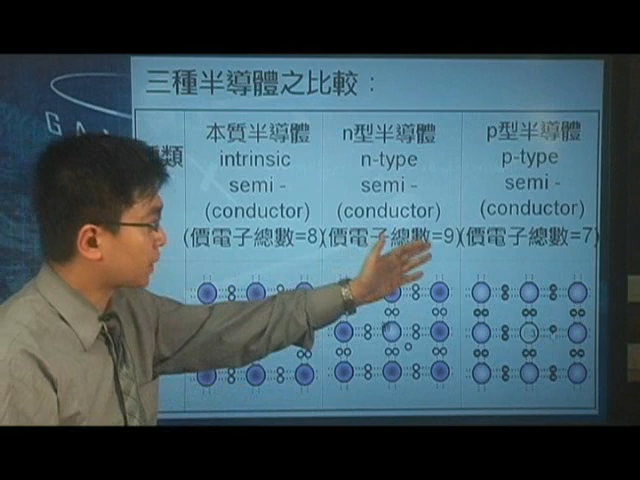 三種半導體之比較：
類
本質半導體
intrinsic
semi -
(conductor)
(價電子總數=8)
n型半導體
n-type
semi -
(conductor)
(價電子總數=9)
p型半導體
p-type
semi -
(conductor)
(價電子總數=7)